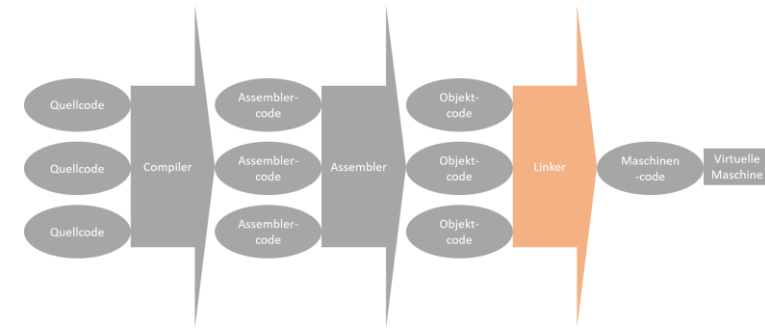 Quellcode
Quellcode
Quellcode
Compiler
Assembler-
code
Assembler-
code
Assembler-
code
Assembler
Objekt-
code
Objekt-
code
Objekt-
code
Linker
Maschinen
-code
Virtuelle
Maschine